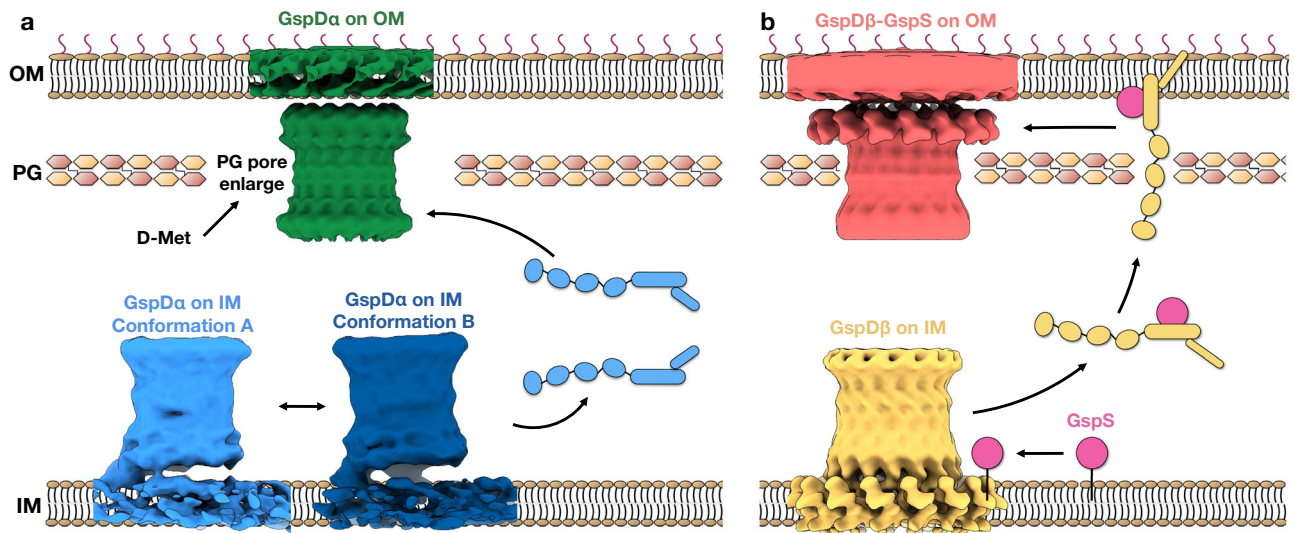 a
GspDα on OM
OM
PG
PG pore
enlarge
D-Met
GspDα on IM
Conformation A
GspDα on IM
Conformation B
IM
b
GspDβ-GspS on OM
GspDβ on IM
GspS